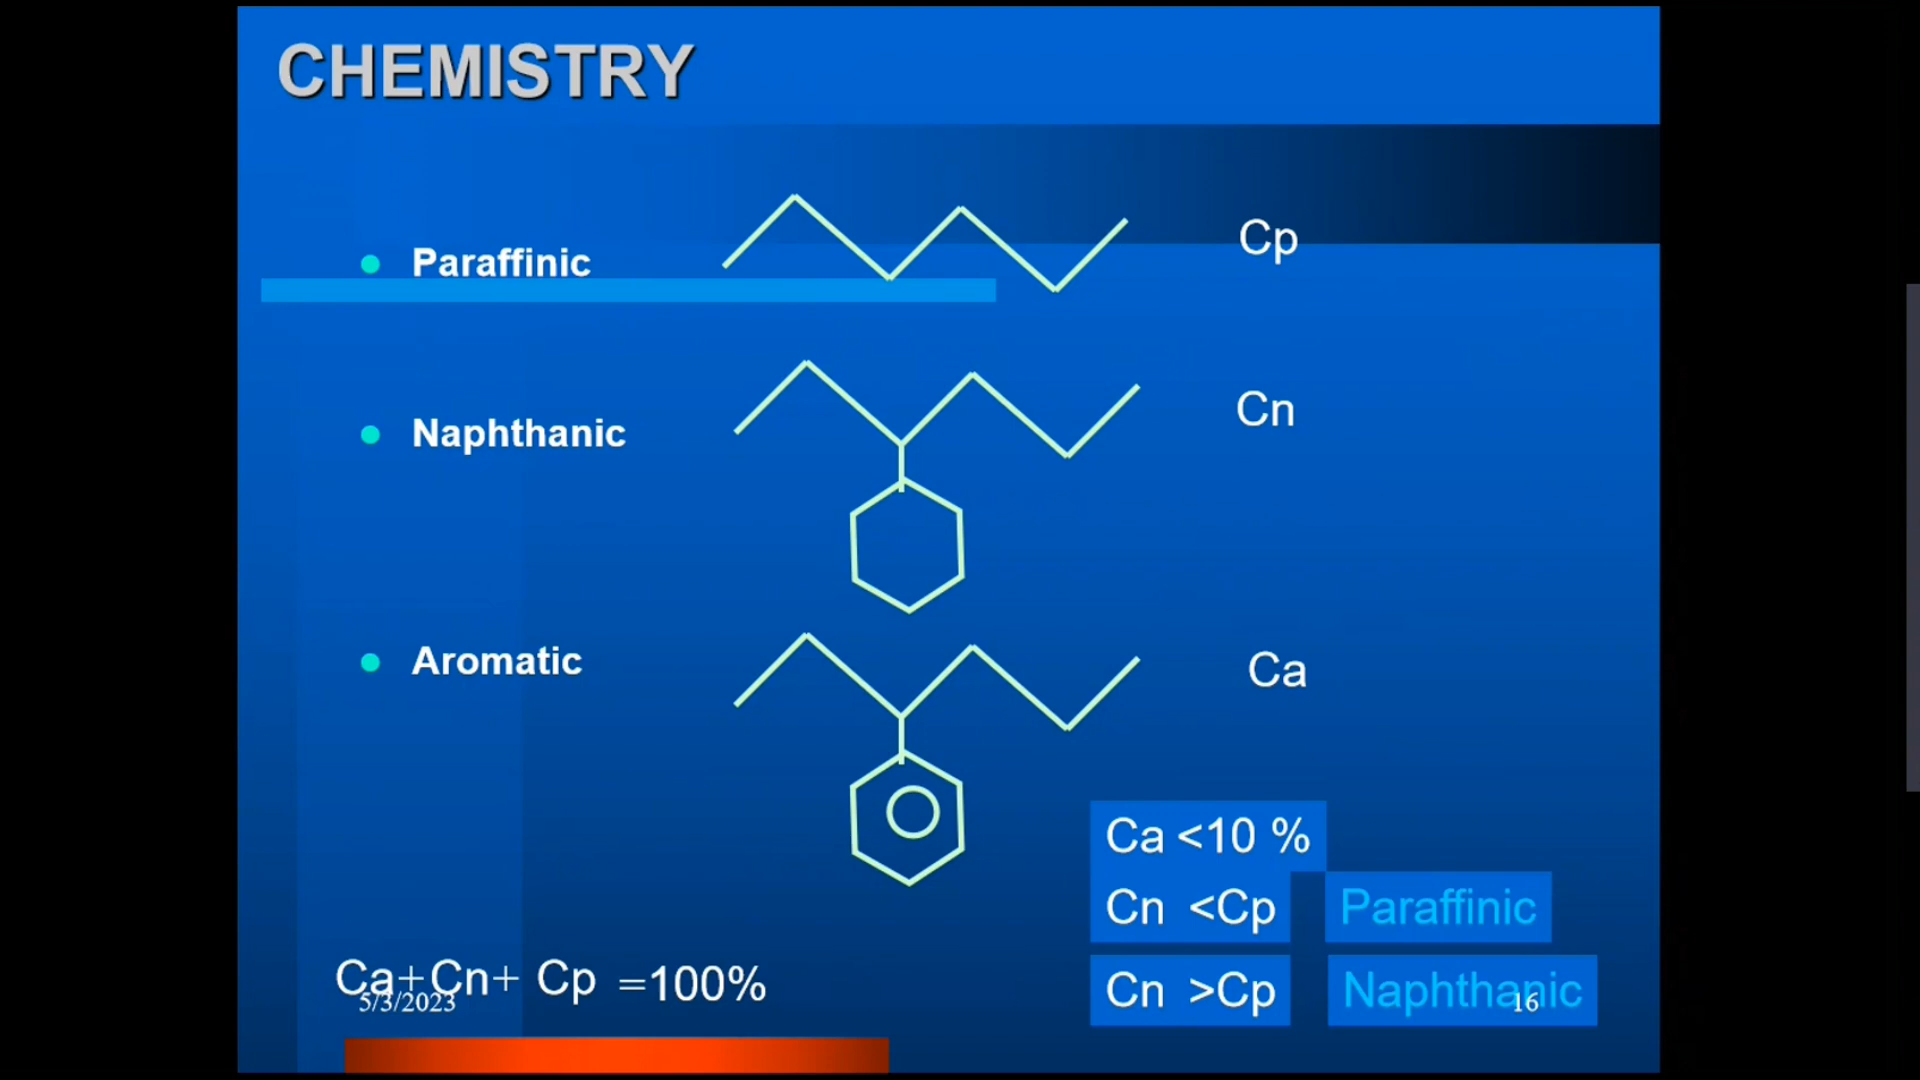 CHEMISTRY
Paraffinic
Cp
Naphthanic
Cn
Aromatic
Ca
Ca <10 %
Cn <Cp Paraffinic
Ca+Cn+ Cp =100%
Cn >Cp Naphthanic
5/3/2023
16